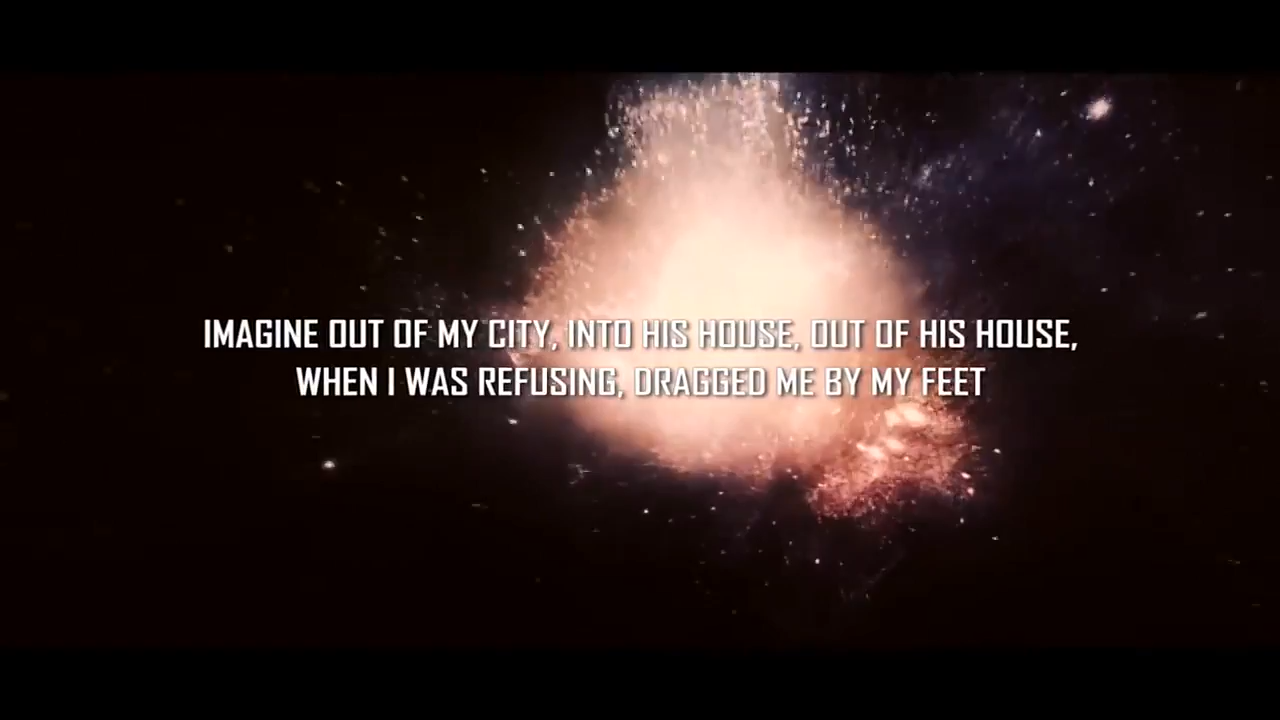 IMAGINE OUT OF MY CITY, INTO HIS HOUSE, OUT OF HIS HOUSE,
WHEN I WAS REFUSING, DRAGGED ME BY MY FEET